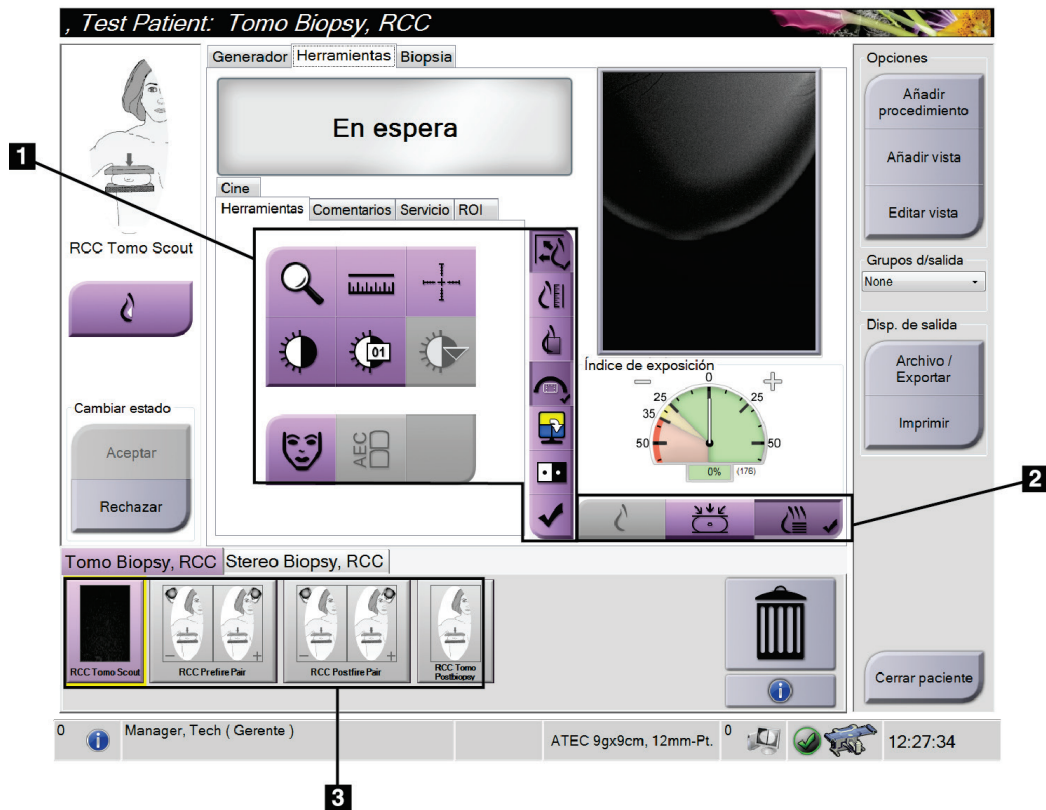 , Test Patient: Tomo Biopsy, RCC
Generador Herramientas Biopsia
Opciones
Añadir
procedimiento
Añadir vista
Editar vista
Grupos d/salida
None
Disp. de salida
Archivo /
Exportar
Imprimir
Cerrar paciente
RCC Tomo Scout
Cambiar estado
Aceptar
Rechazar
En espera
Cine
Herramientas Comentarios Servicio ROI
01
AEC
Índice de exposición
0
25 25
35
50 50
0% (176)
1
2
Tomo Biopsy, RCC Stereo Biopsy, RCC
RCC Tomo Scout
RCC Prefire Pair
RCC Postfire Pair
RCC Tomo
Postbiopsy
0 Manager, Tech ( Gerente ) ATEC 9gx9cm, 12mm-Pt. 0 12:27:34
3